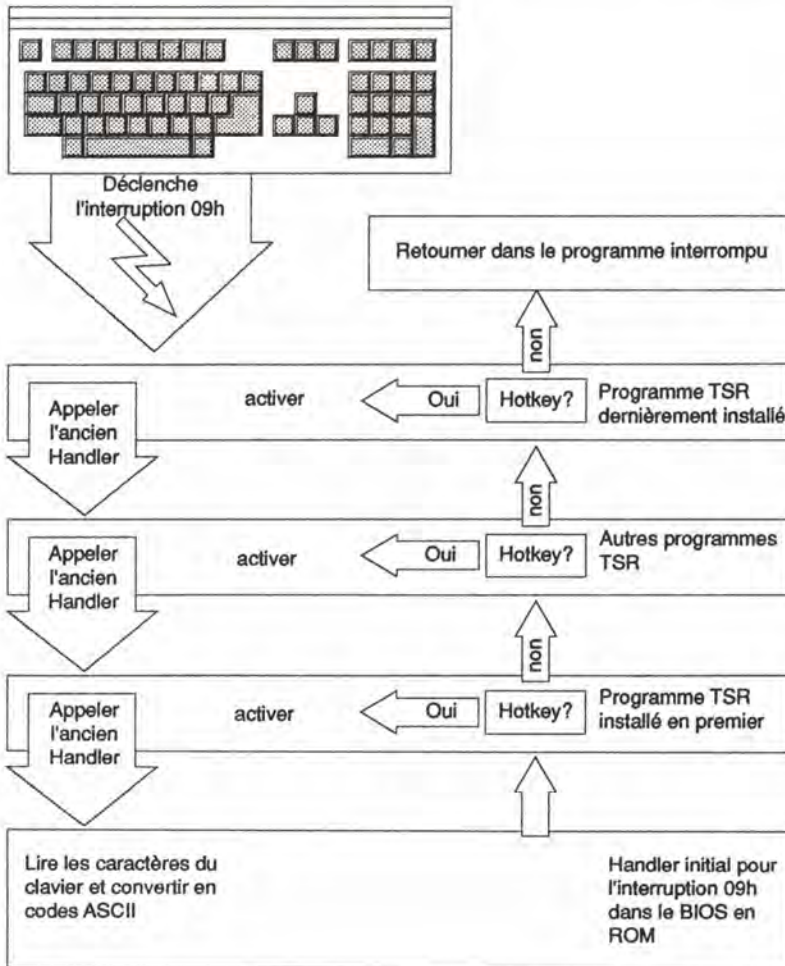 Déclenche
l'interruption 09h
Retourner dans le programme interrompu
non
Appeler
l'ancien
Handler
activer
Oui
Hotkey?
Programme TSR
dernièrement installé
non
Appeler
l'ancien
Handler
activer
Oui
Hotkey?
Autres programmes
TSR
non
Appeler
l'ancien
Handler
activer
Oui
Hotkey?
Programme TSR
installé en premier
Lire les caractères du
clavier et convertir en
codes ASCII
Handler initial pour
l'interruption 09h
dans le BIOS en
ROM